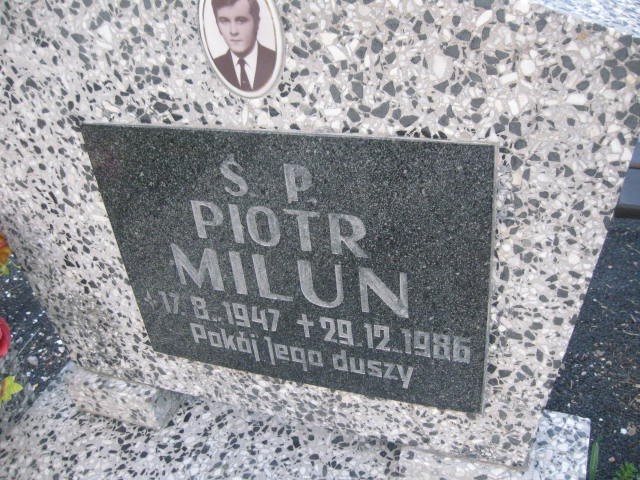 Ś. P.
PIOTR
MILUN
+ 17. 8. 1947 + 29. 12. 1986
Pokój Jego duszy